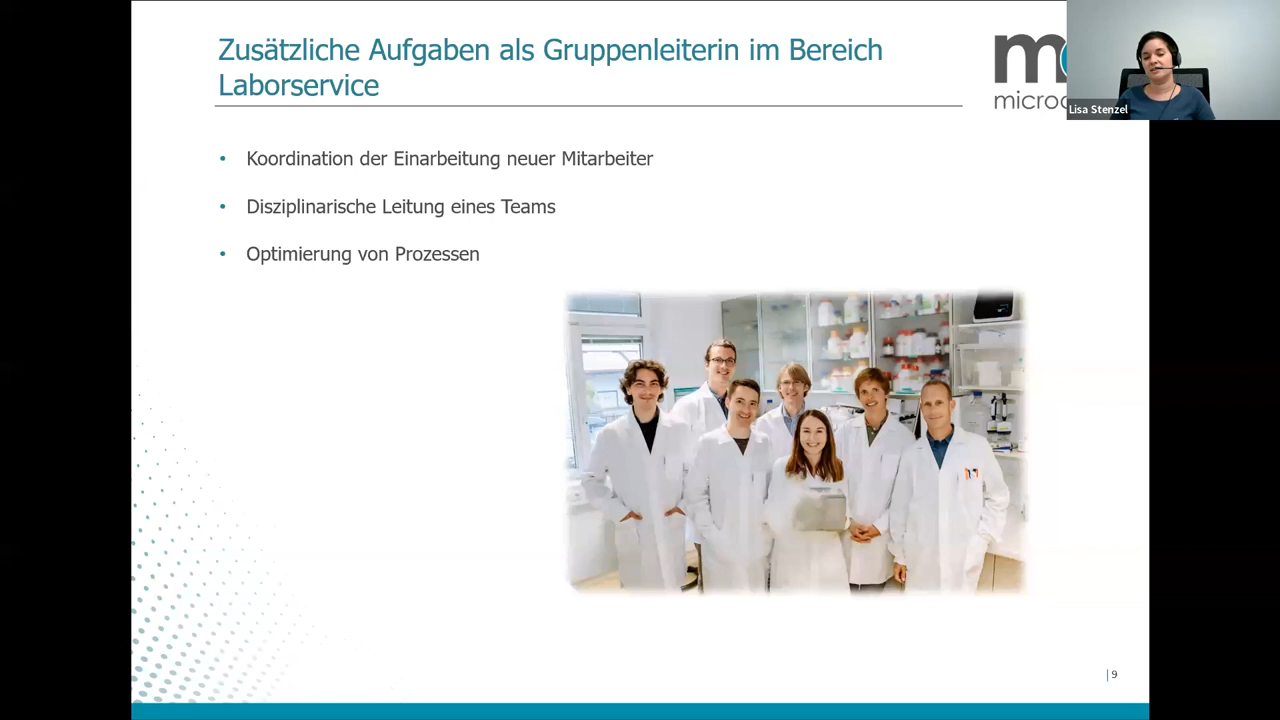 Zusätzliche Aufgaben als Gruppenleiterin im Bereich
Laborservice
Lisa Stenzel
• Koordination der Einarbeitung neuer Mitarbeiter
• Disziplinarische Leitung eines Teams
• Optimierung von Prozessen
| 9